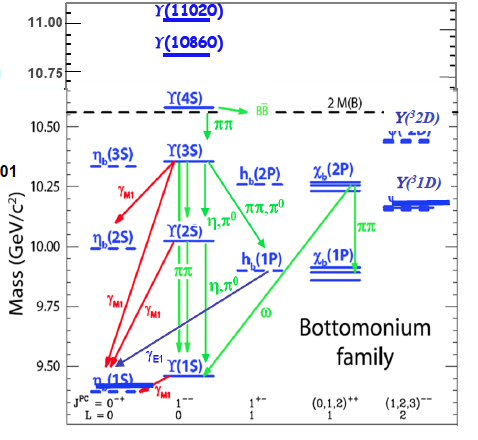 Υ(11020)
11.00
Υ(10860)
10.75
Υ(4S)
BB̄
2 M(B)
Υ(³2D)
10.50
ππ
η_b(3S)
Υ(3S)
01
h_b(2P)
χ_b(2P)
Υ(³1D)
10.25
γ_M1
η,π⁰
ππ,π⁰
η_b(2S)
Υ(2S)
ππ
10.00
h_b(1P)
χ_b(1P)
ππ
η,π⁰
γ_M1
γ_M1
9.75
ω
Mass (GeV/c²)
Bottomonium
family
γ_E1
9.50
Υ(1S)
η_b(1S)
γ_M1
J^PC = 0⁻⁺ 1⁻⁻ 1⁺⁻ (0,1,2)⁺⁺ (1,2,3)⁻⁻
L = 0 0 1 1 2